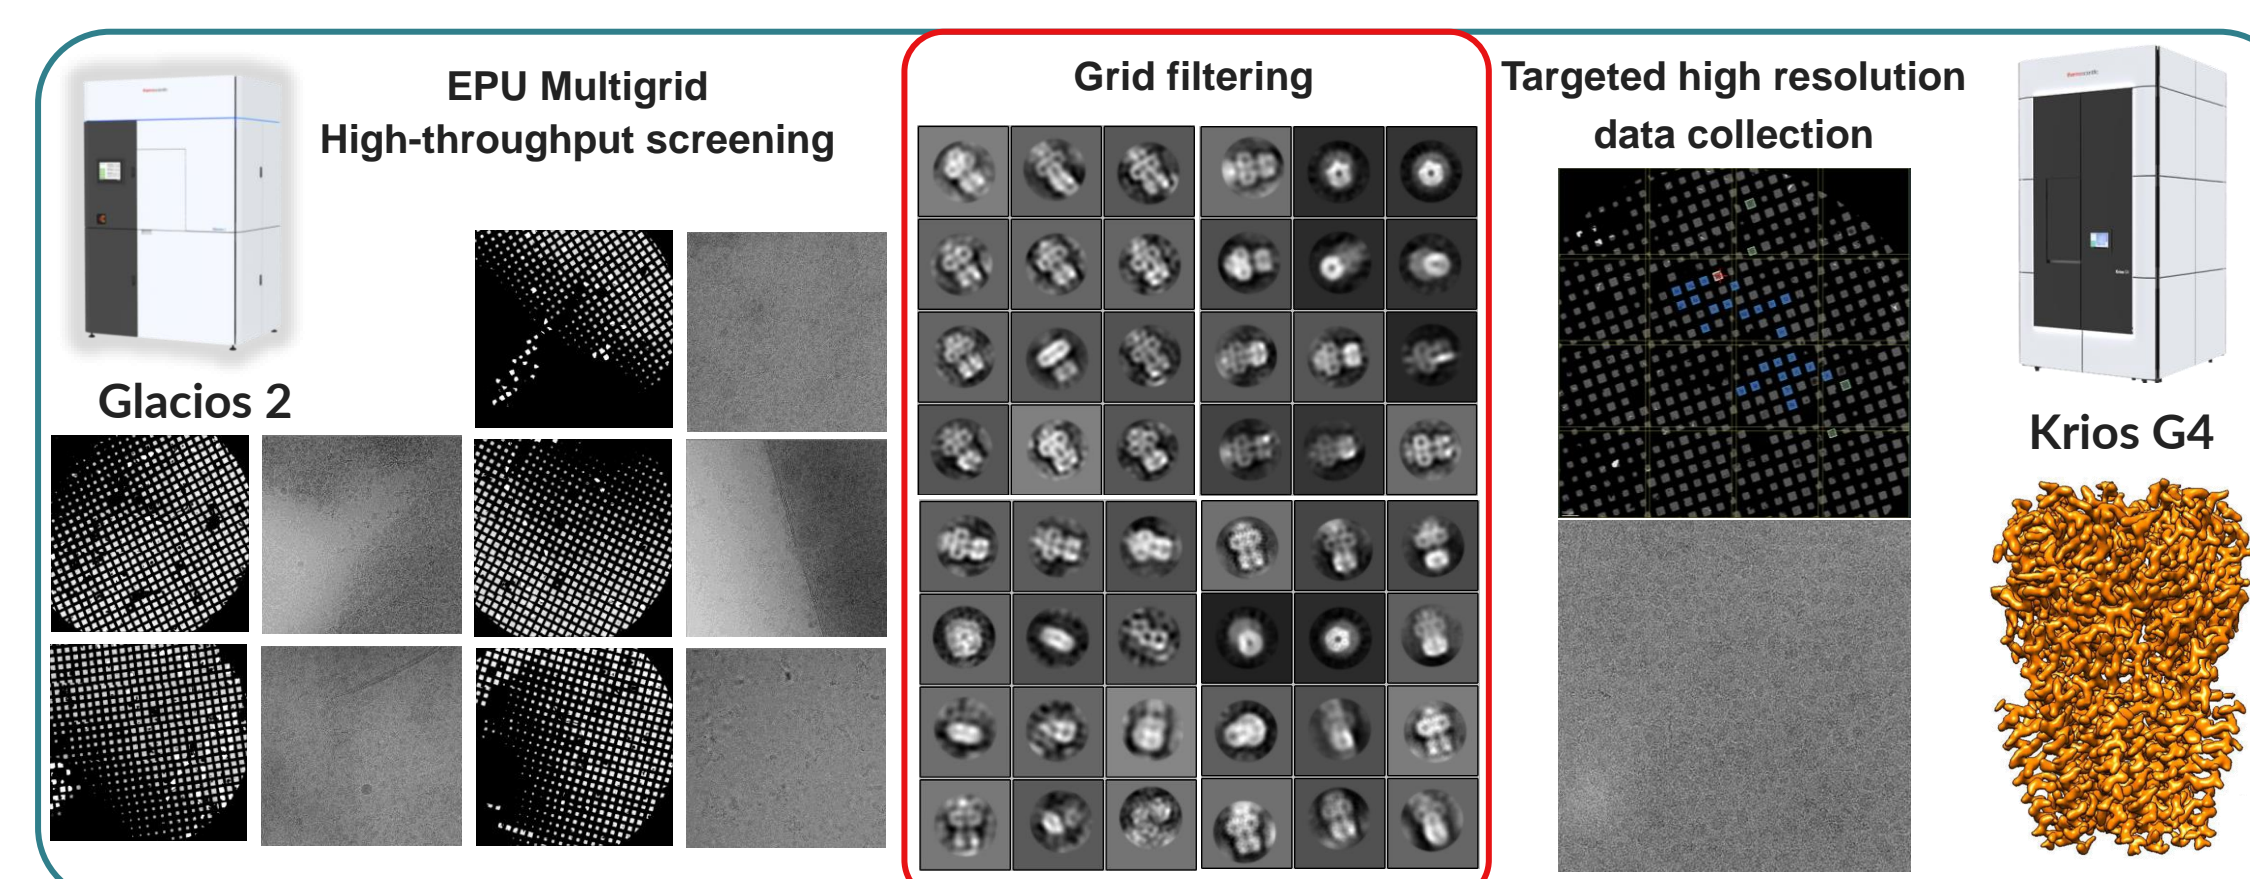 EPU Multigrid
High-throughput screening
Glacios 2
Grid filtering
Targeted high resolution
data collection
Krios G4